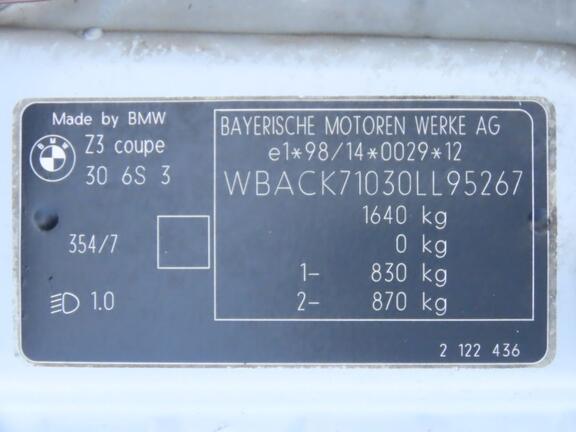 Made by BMW
BMW
Z3 coupe
30 6S 3
354/7
1.0
BAYERISCHE MOTOREN WERKE AG
e1*98/14*0029*12
WBACK71030LL95267
1640 kg
0 kg
1- 830 kg
2- 870 kg
2 122 436